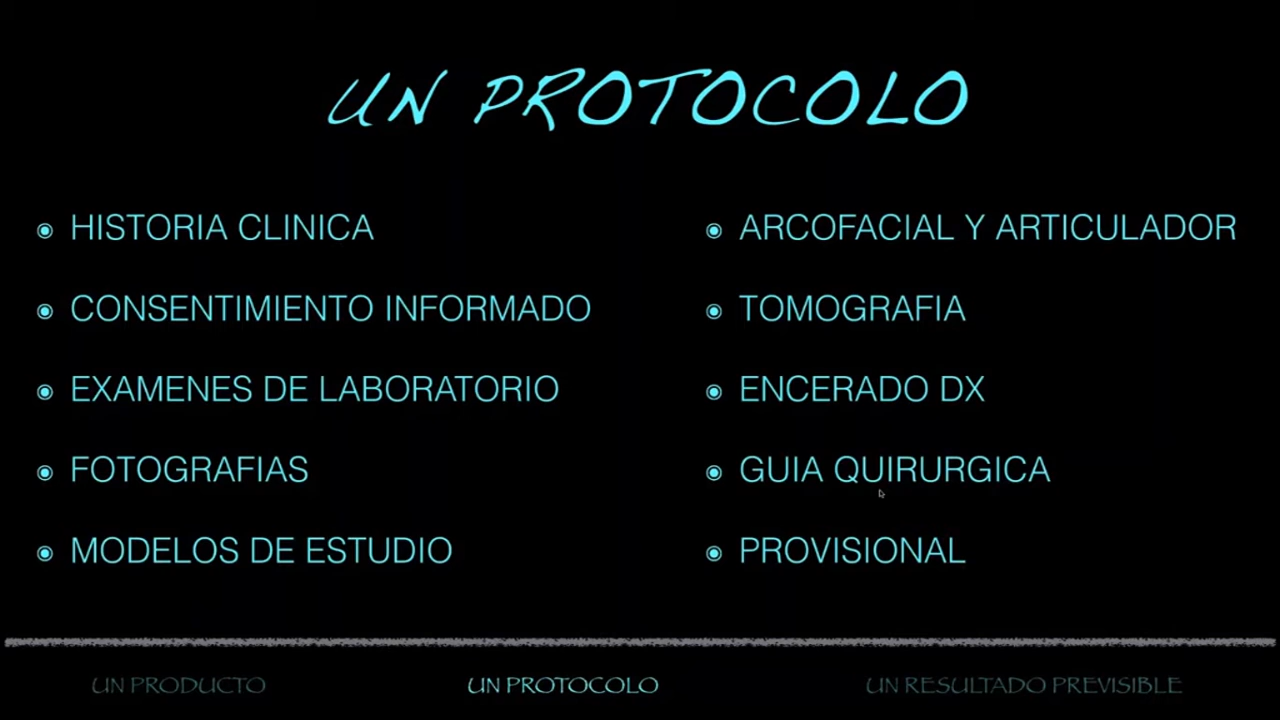 UN PROTOCOLO
HISTORIA CLINICA
CONSENTIMIENTO INFORMADO
EXAMENES DE LABORATORIO
FOTOGRAFIAS
MODELOS DE ESTUDIO
ARCOFACIAL Y ARTICULADOR
TOMOGRAFIA
ENCERADO DX
GUIA QUIRURGICA
PROVISIONAL
UN PRODUCTO
UN PROTOCOLO
UN RESULTADO PREVISIBLE